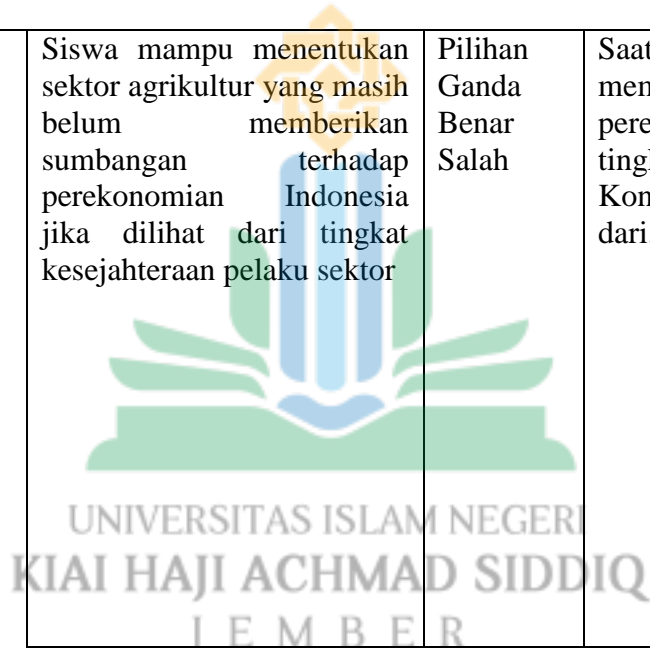 Siswa mampu menentukan
sektor agrikultur yang masih
belum memberikan
sumbangan terhadap
perekonomian Indonesia
jika dilihat dari tingkat
kesejahteraan pelaku sektor
Pilihan
Ganda
Benar
Salah
Saat
men
pere
ting
Kon
dari
UNIVERSITAS ISLAM NEGERI
KIAI HAJI ACHMAD SIDDIQ
JEMBER